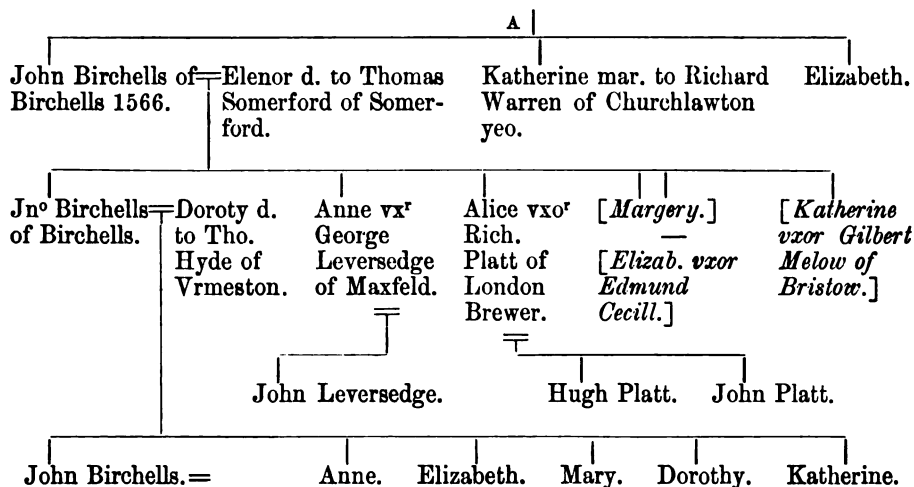 A
John Birchells of Birchells 1566.
Elenor d. to Thomas Somerford of Somer-
ford.
Katherine mar. to Richard
Warren of Churchlawton
yeo.
Elizabeth.
Jnº Birchells
of Birchells.
Doroty d.
to Tho.
Hyde of
Vrmeston.
Anne vxʳ
George
Leversedge
of Maxfeld.
Alice vxoʳ
Rich.
Platt of
London
Brewer.
[Margery.]
—
[Elizab. vxor
Edmund
Cecill.]
[Katherine
vxor Gilbert
Melow of
Bristow.]
John Leversedge.
Hugh Platt.
John Platt.
John Birchells.=
Anne.
Elizabeth.
Mary.
Dorothy.
Katherine.